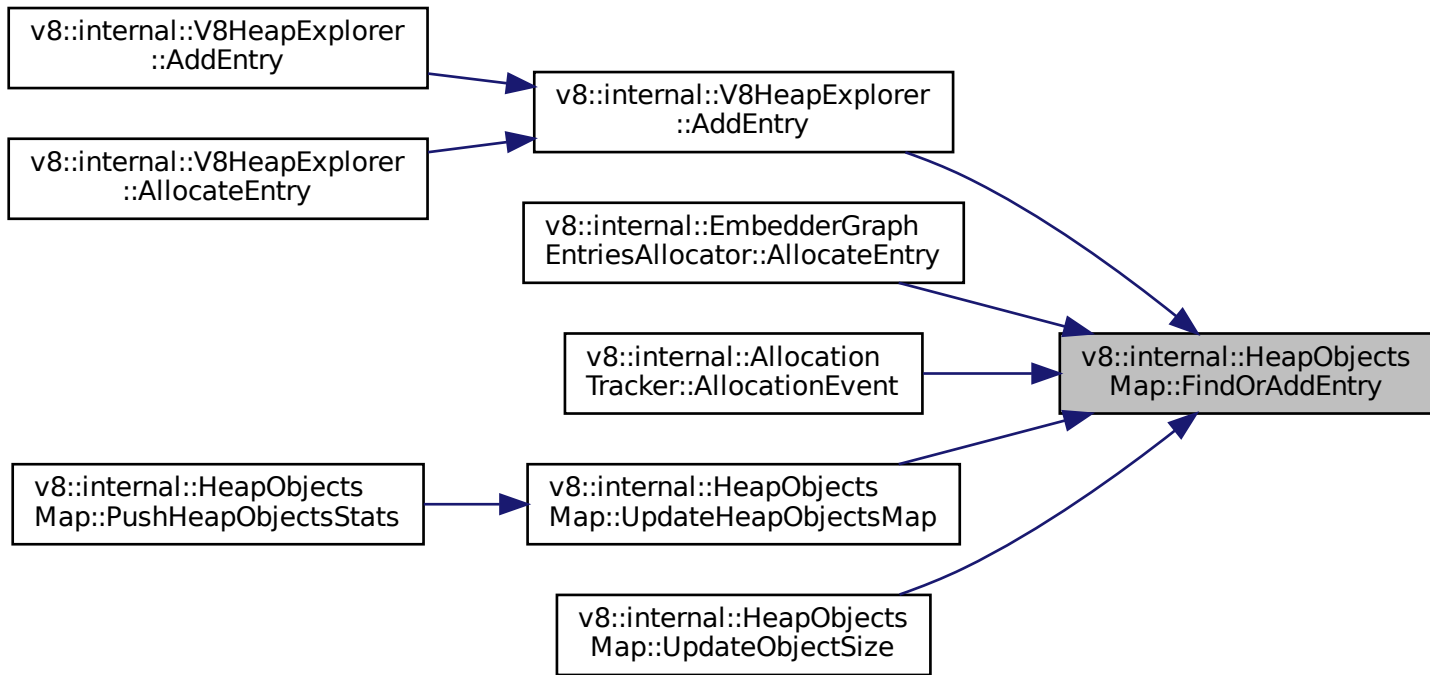 v8::internal::V8HeapExplorer
::AddEntry
v8::internal::V8HeapExplorer
::AllocateEntry
v8::internal::V8HeapExplorer
::AddEntry
v8::internal::EmbedderGraph
EntriesAllocator::AllocateEntry
v8::internal::Allocation
Tracker::AllocationEvent
v8::internal::HeapObjects
Map::FindOrAddEntry
v8::internal::HeapObjects
Map::PushHeapObjectsStats
v8::internal::HeapObjects
Map::UpdateHeapObjectsMap
v8::internal::HeapObjects
Map::UpdateObjectSize